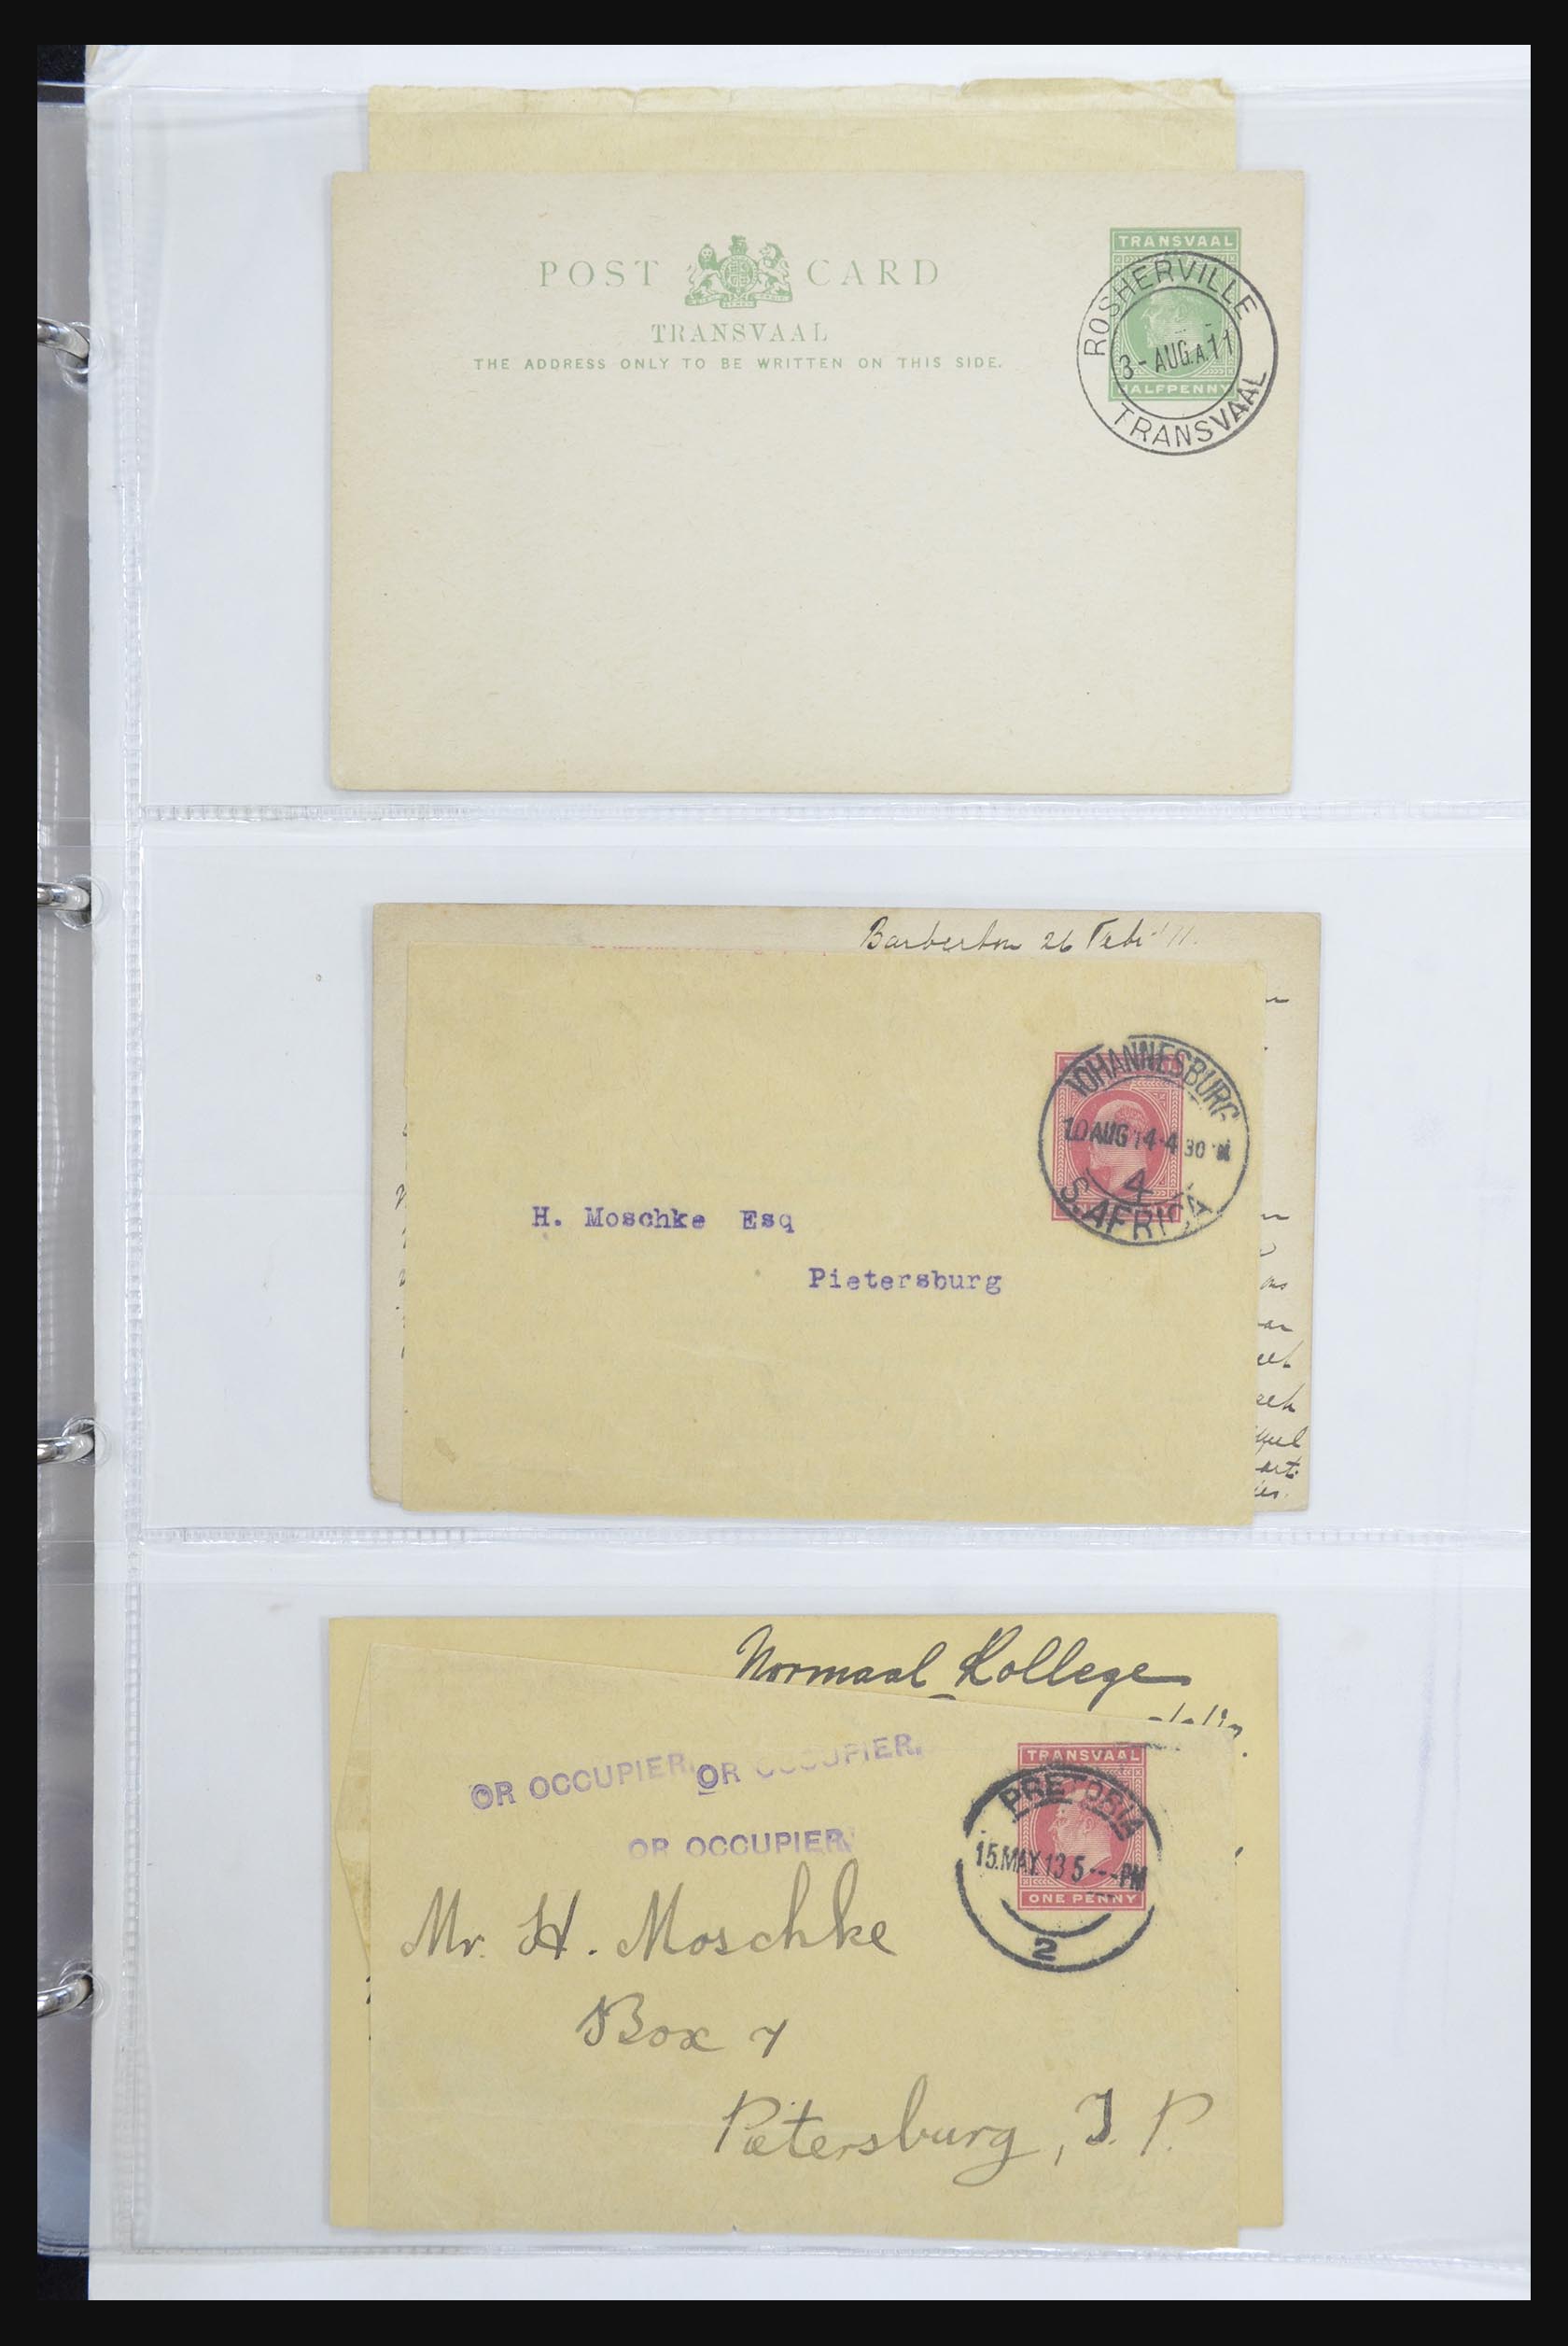 POST CARD
TRANSVAAL
THE ADDRESS ONLY TO BE WRITTEN ON THIS SIDE.
TRANSVAAL
HALFPENNY
ROSHERVILLE
3-AUG.A.11
TRANSVAAL
Barberton 26 Febr '11.
JOHANNESBURG
10 AUG 14-4 30
4
S. AFRICA
H. Moschke Esq
Pietersburg
Normaal Kollege
OR OCCUPIER. OR OCCUPIER.
OR OCCUPIER.
TRANSVAAL
ONE PENNY
PRETORIA
15.MAY.13 5---PM
2
Mr. H. Moschke
Box 7
Pietersburg, T. P.